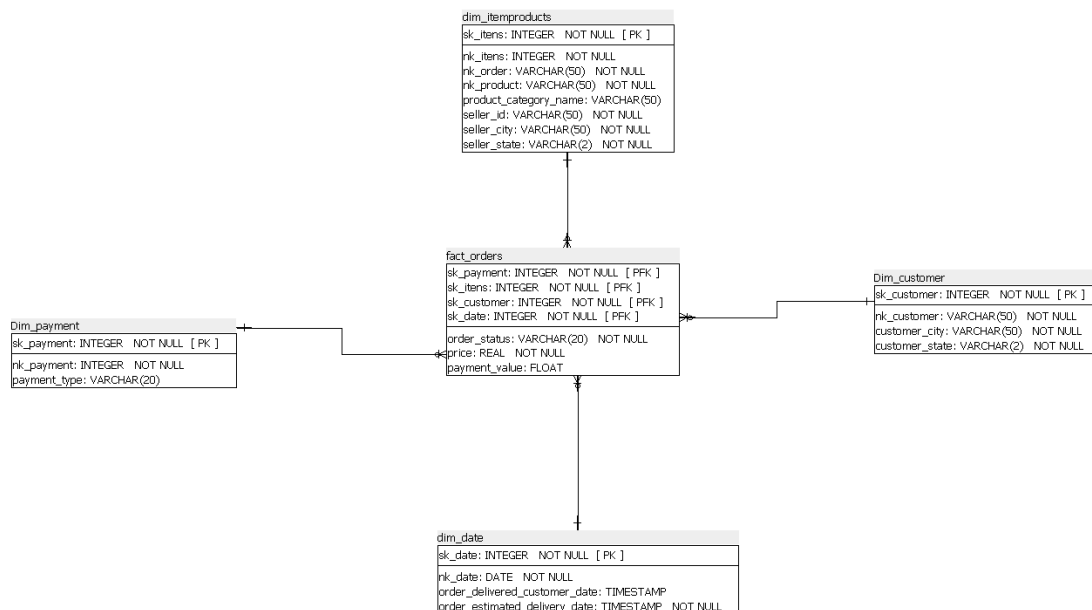 dim_itemproducts
sk_itens: INTEGER NOT NULL [ PK ]
nk_itens: INTEGER NOT NULL
nk_order: VARCHAR(50) NOT NULL
nk_product: VARCHAR(50) NOT NULL
product_category_name: VARCHAR(50)
seller_id: VARCHAR(50) NOT NULL
seller_city: VARCHAR(50) NOT NULL
seller_state: VARCHAR(2) NOT NULL
fact_orders
sk_payment: INTEGER NOT NULL [ PFK ]
sk_itens: INTEGER NOT NULL [ PFK ]
sk_customer: INTEGER NOT NULL [ PFK ]
sk_date: INTEGER NOT NULL [ PFK ]
order_status: VARCHAR(20) NOT NULL
price: REAL NOT NULL
payment_value: FLOAT
Dim_customer
sk_customer: INTEGER NOT NULL [ PK ]
nk_customer: VARCHAR(50) NOT NULL
customer_city: VARCHAR(50) NOT NULL
customer_state: VARCHAR(2) NOT NULL
Dim_payment
sk_payment: INTEGER NOT NULL [ PK ]
nk_payment: INTEGER NOT NULL
payment_type: VARCHAR(20)
dim_date
sk_date: INTEGER NOT NULL [ PK ]
nk_date: DATE NOT NULL
order_delivered_customer_date: TIMESTAMP
order_estimated_delivery_date: TIMESTAMP NOT NULL